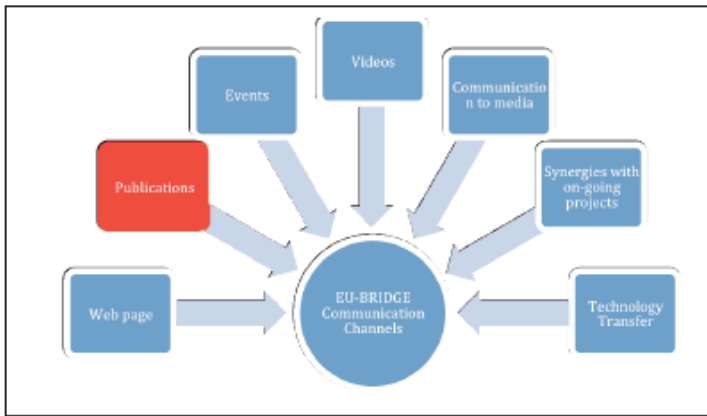 Videos
Events
Communicatio
n to media
Publications
Synergies with
on-going
projects
Web page
EU-BRIDGE
Communication
Channels
Technology
Transfer